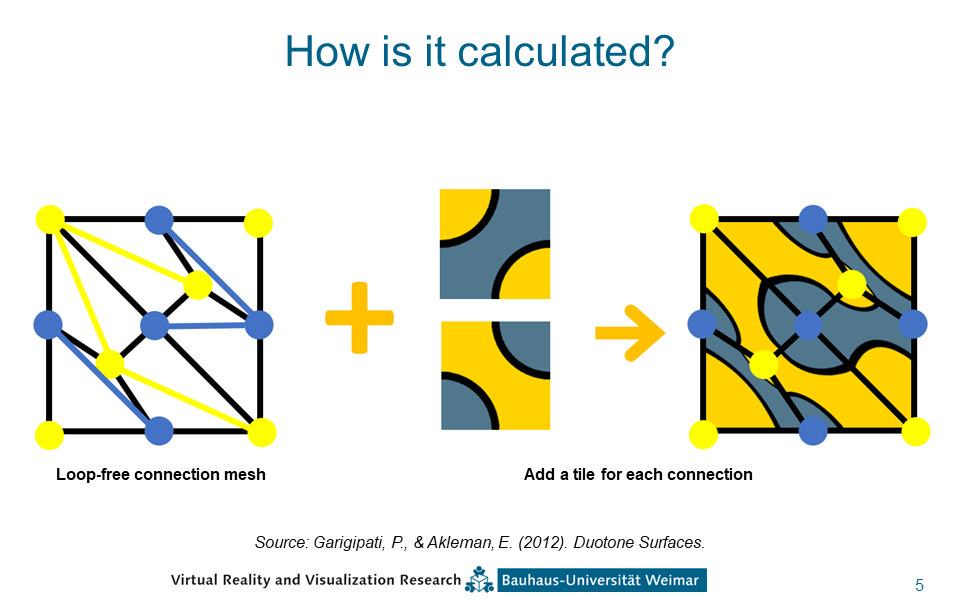 How is it calculated?
Loop-free connection mesh
Add a tile for each connection
Source: Garigipati, P., & Akleman, E. (2012). Duotone Surfaces.
Virtual Reality and Visualization Research Bauhaus-Universität Weimar
5